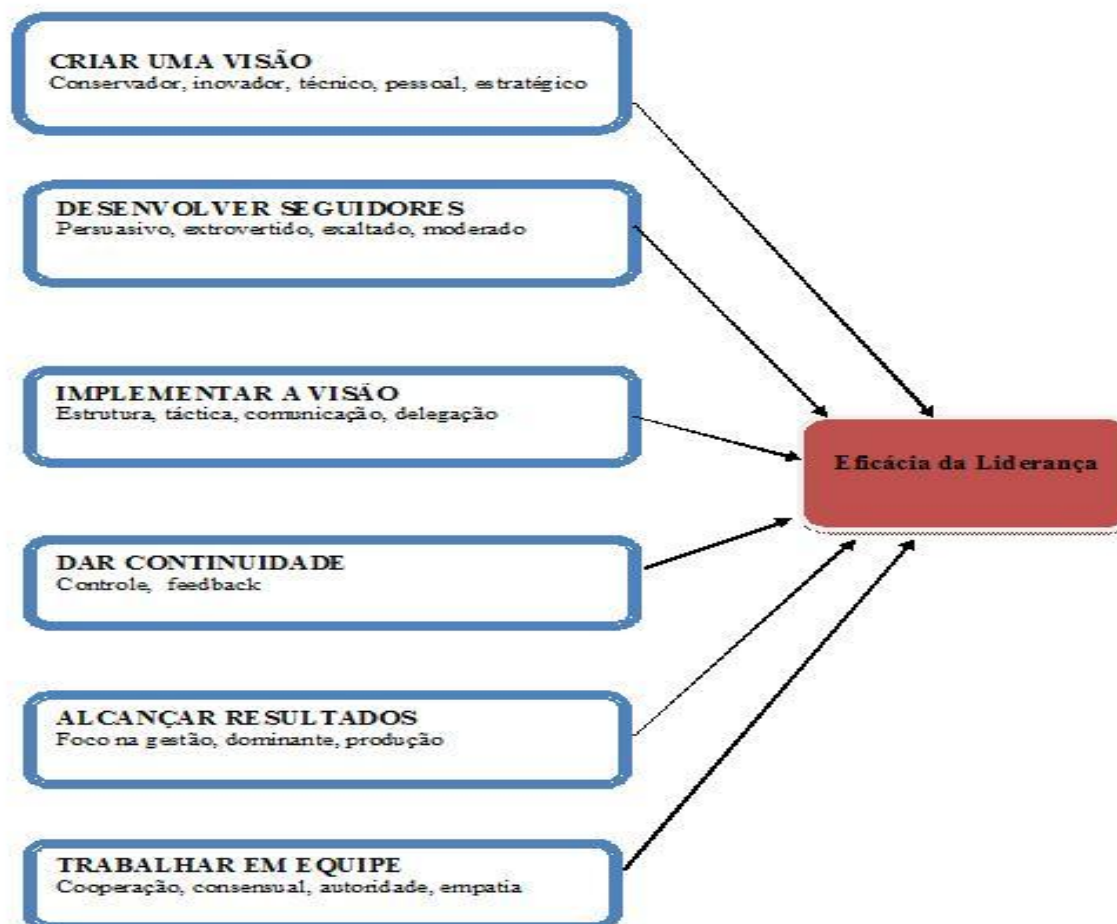 CRIAR UMA VISÃO
Conservador, inovador, técnico, pessoal, estratégico
DESENVOLVER SEGUIDORES
Persuasivo, extrovertido, exaltado, moderado
IMPLEMENTAR A VISÃO
Estrutura, táctica, comunicação, delegação
Eficácia da Liderança
DAR CONTINUIDADE
Controle, feedback
ALCANÇAR RESULTADOS
Foco na gestão, dominante, produção
TRABALHAR EM EQUIPE
Cooperação, consensual, autoridade, empatia